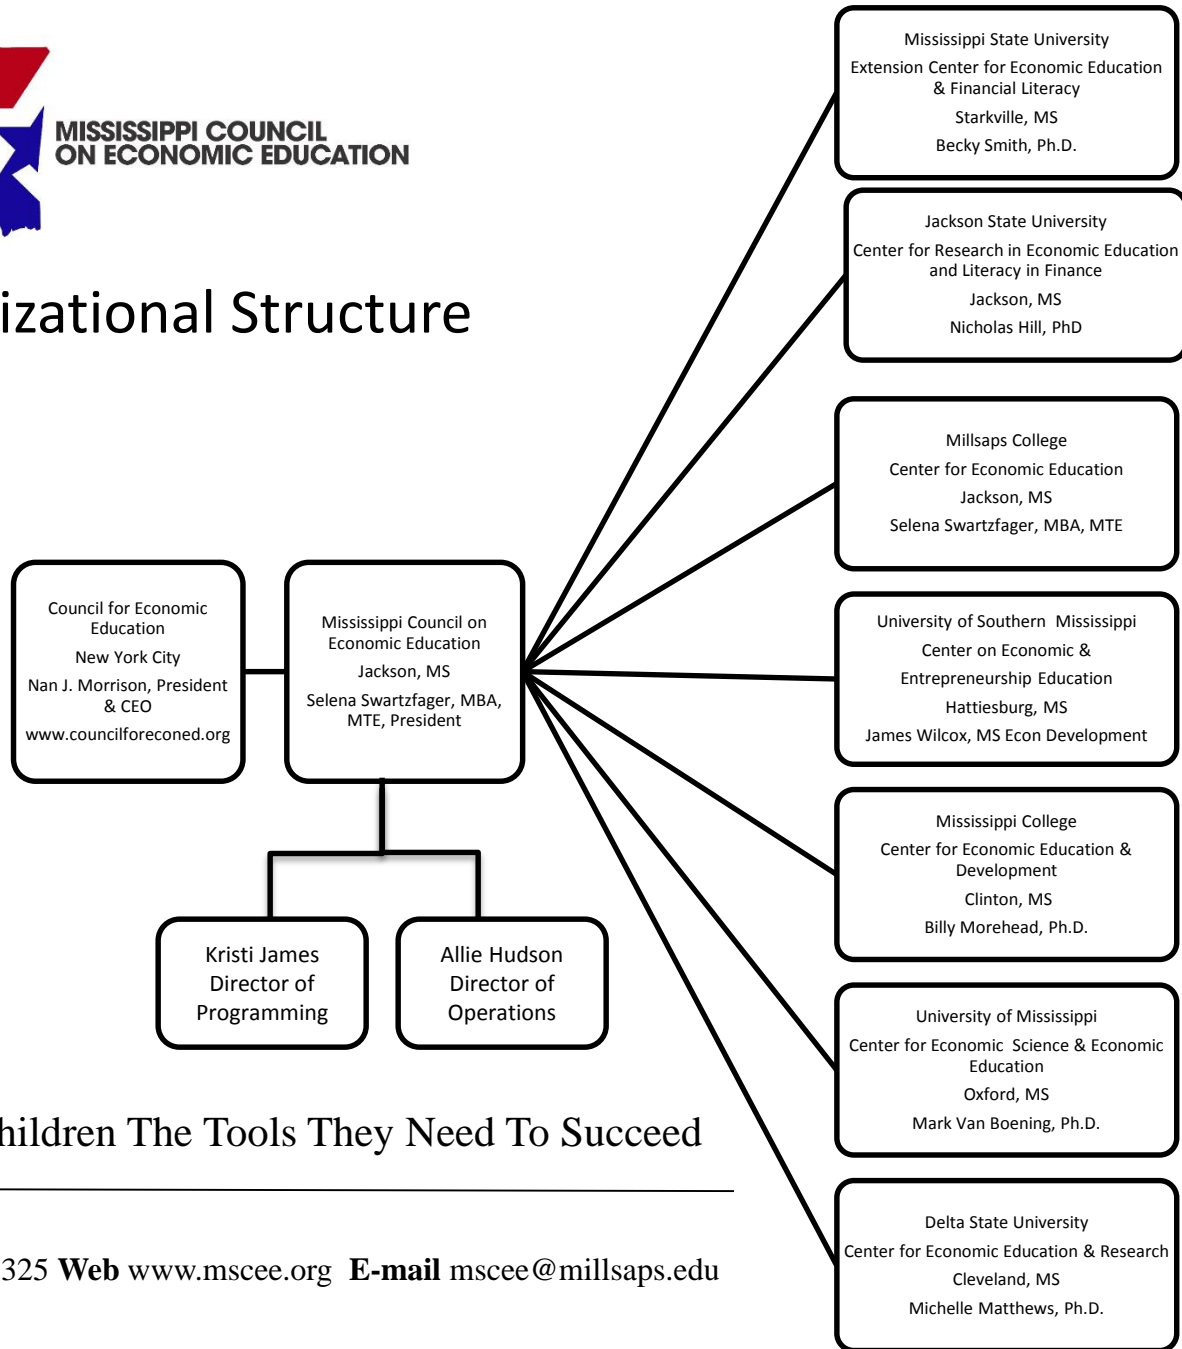 MISSISSIPPI COUNCIL
ON ECONOMIC EDUCATION
izational Structure
Council for Economic
Education
New York City
Nan J. Morrison, President
& CEO
www.councilforeconed.org
Mississippi Council on
Economic Education
Jackson, MS
Selena Swartzfager, MBA,
MTE, President
Kristi James
Director of
Programming
Allie Hudson
Director of
Operations
Mississippi State University
Extension Center for Economic Education
& Financial Literacy
Starkville, MS
Becky Smith, Ph.D.
Jackson State University
Center for Research in Economic Education
and Literacy in Finance
Jackson, MS
Nicholas Hill, PhD
Millsaps College
Center for Economic Education
Jackson, MS
Selena Swartzfager, MBA, MTE
University of Southern Mississippi
Center on Economic &
Entrepreneurship Education
Hattiesburg, MS
James Wilcox, MS Econ Development
Mississippi College
Center for Economic Education &
Development
Clinton, MS
Billy Morehead, Ph.D.
University of Mississippi
Center for Economic Science & Economic
Education
Oxford, MS
Mark Van Boening, Ph.D.
Delta State University
Center for Economic Education & Research
Cleveland, MS
Michelle Matthews, Ph.D.
hildren The Tools They Need To Succeed
325 Web www.mscee.org E-mail mscee@millsaps.edu